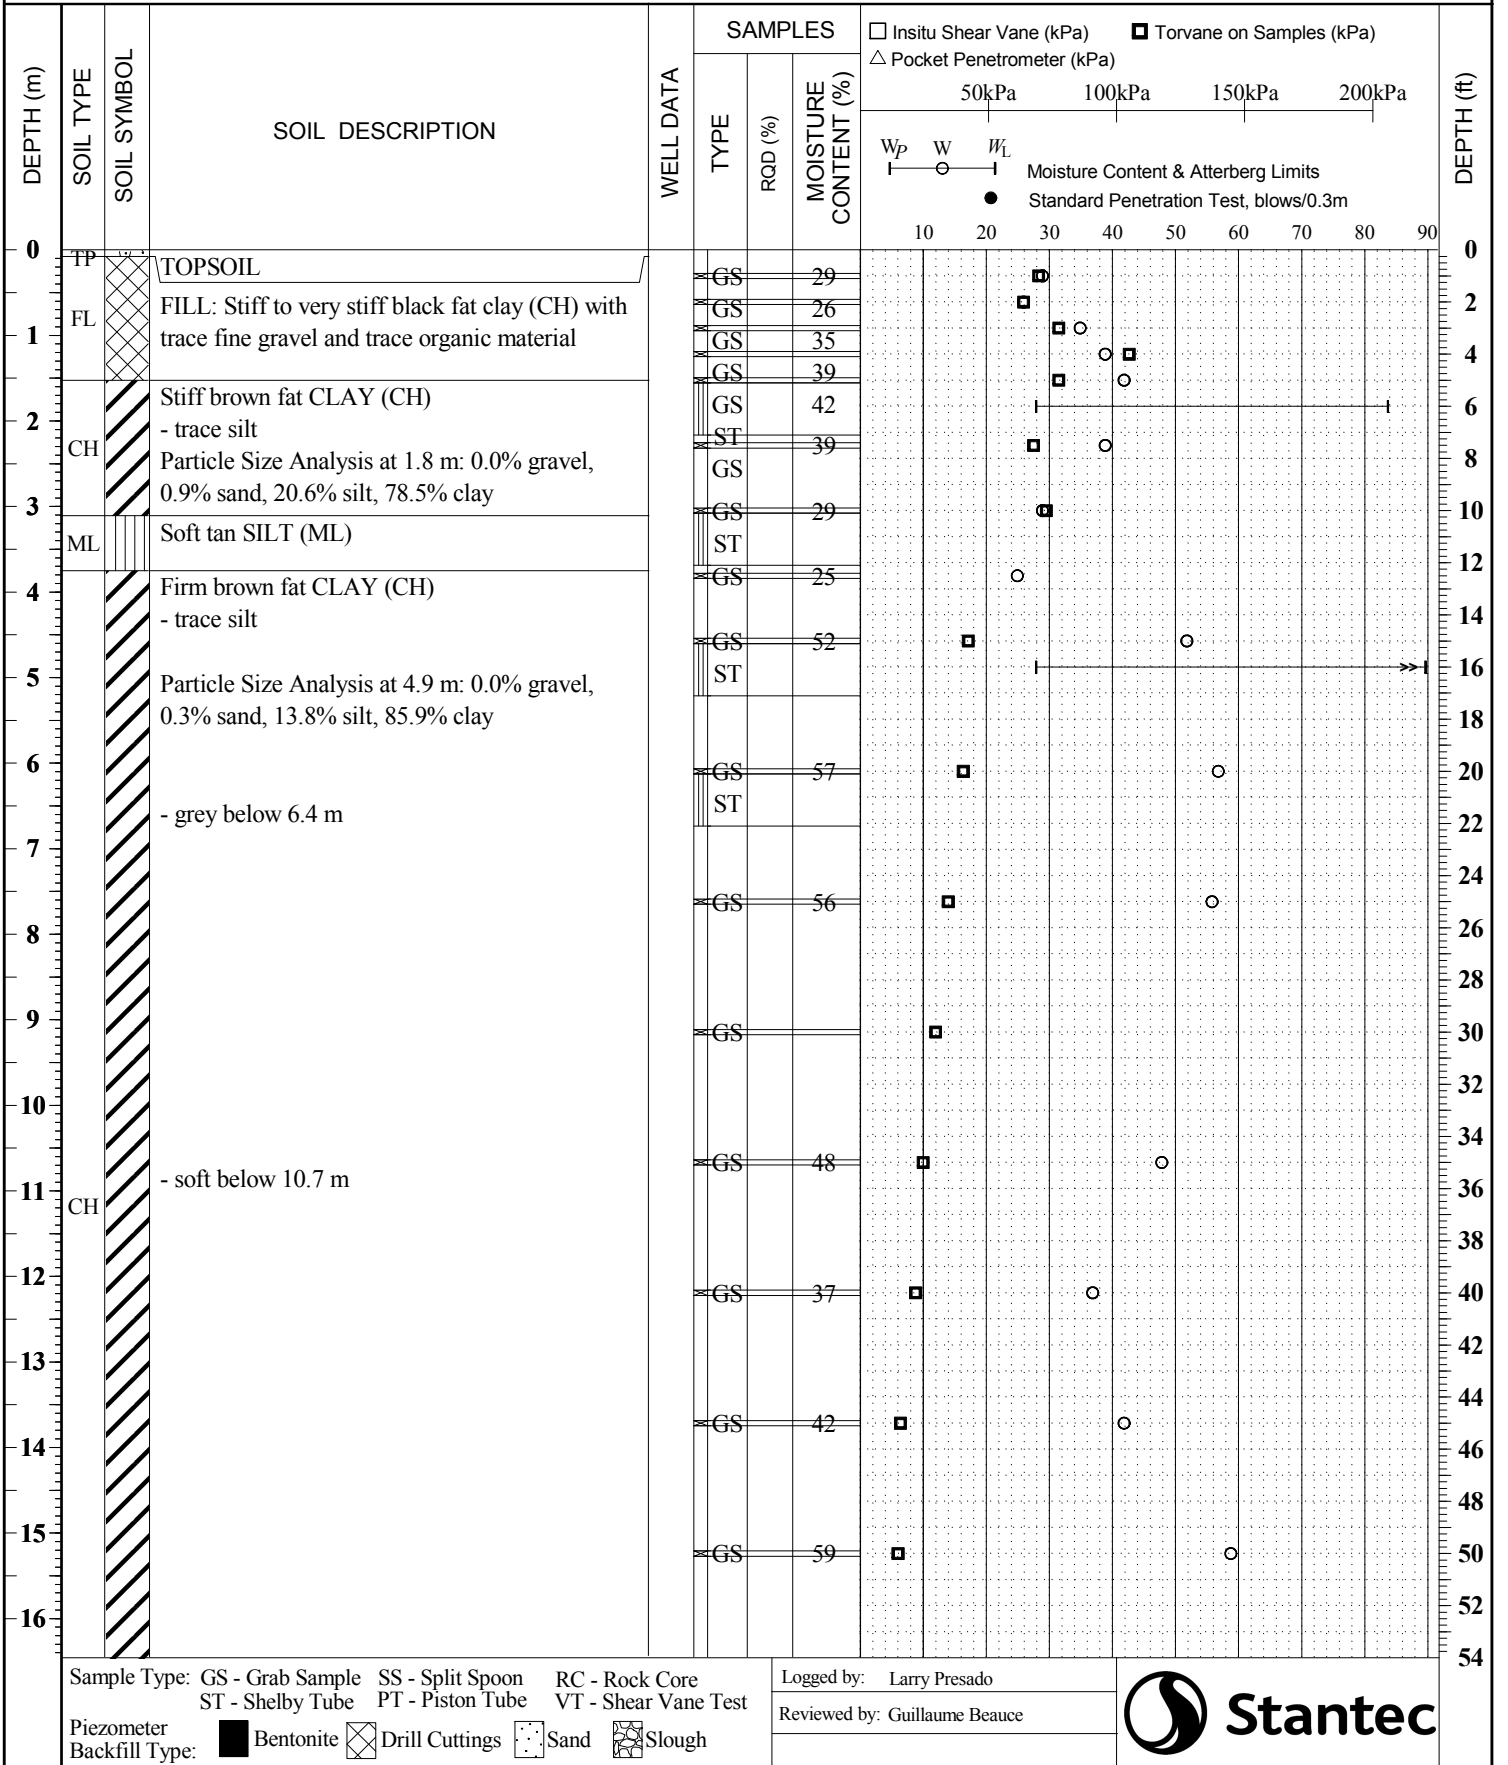 DEPTH (m)
SOIL TYPE
SOIL SYMBOL
SOIL DESCRIPTION
WELL DATA
SAMPLES
TYPE
RQD (%)
MOISTURE
CONTENT (%)
Insitu Shear Vane (kPa)
Torvane on Samples (kPa)
Pocket Penetrometer (kPa)
50kPa 100kPa 150kPa 200kPa
WP W WL
Moisture Content & Atterberg Limits
Standard Penetration Test, blows/0.3m
10 20 30 40 50 60 70 80 90
DEPTH (ft)
0
1
2
3
4
5
6
7
8
9
10
11
12
13
14
15
16
TP
FL
CH
ML
CH
TOPSOIL
FILL: Stiff to very stiff black fat clay (CH) with
trace fine gravel and trace organic material
Stiff brown fat CLAY (CH)
- trace silt
Particle Size Analysis at 1.8 m: 0.0% gravel,
0.9% sand, 20.6% silt, 78.5% clay
Soft tan SILT (ML)
Firm brown fat CLAY (CH)
- trace silt
Particle Size Analysis at 4.9 m: 0.0% gravel,
0.3% sand, 13.8% silt, 85.9% clay
- grey below 6.4 m
- soft below 10.7 m
GS 29
GS 26
GS 35
GS 39
GS 42
ST 39
GS
GS 29
ST
GS 25
GS 52
ST
GS 57
ST
GS 56
GS
GS 48
GS 37
GS 42
GS 59
0
2
4
6
8
10
12
14
16
18
20
22
24
26
28
30
32
34
36
38
40
42
44
46
48
50
52
54
Sample Type: GS - Grab Sample SS - Split Spoon RC - Rock Core
ST - Shelby Tube PT - Piston Tube VT - Shear Vane Test
Piezometer
Backfill Type:
Bentonite Drill Cuttings Sand Slough
Logged by: Larry Presado
Reviewed by: Guillaume Beauce
Stantec